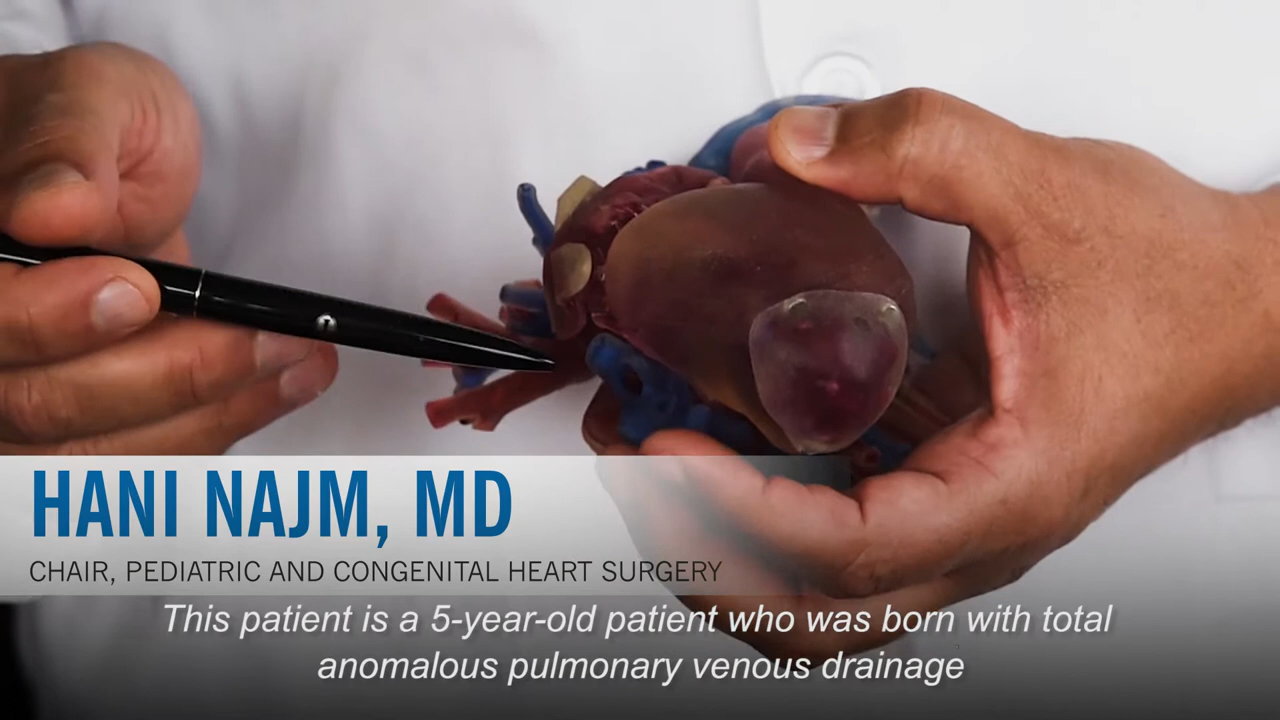 HANI NAJM, MD
CHAIR, PEDIATRIC AND CONGENITAL HEART SURGERY
This patient is a 5-year-old patient who was born with total
anomalous pulmonary venous drainage